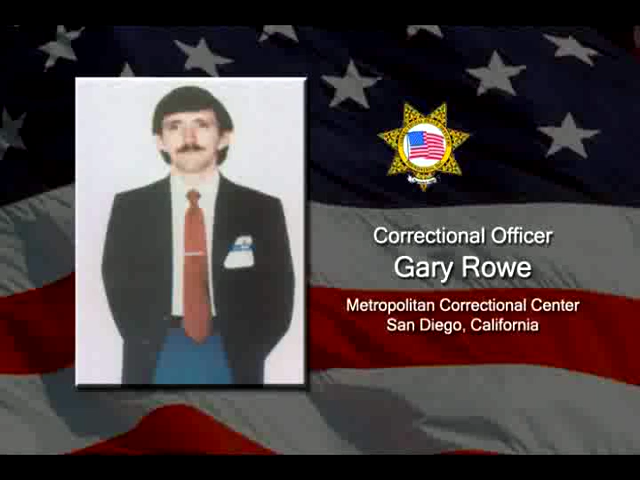 Correctional Officer
Gary Rowe
Metropolitan Correctional Center
San Diego, California